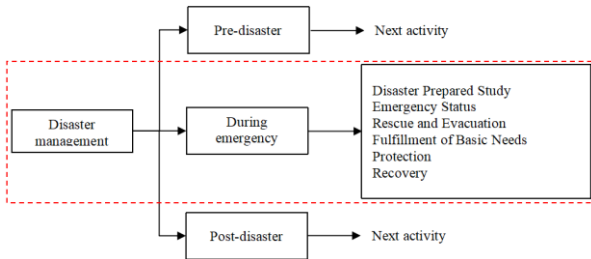 Pre-disaster
Next activity
Disaster
management
During
emergency
Disaster Prepared Study
Emergency Status
Rescue and Evacuation
Fulfillment of Basic Needs
Protection
Recovery
Post-disaster
Next activity